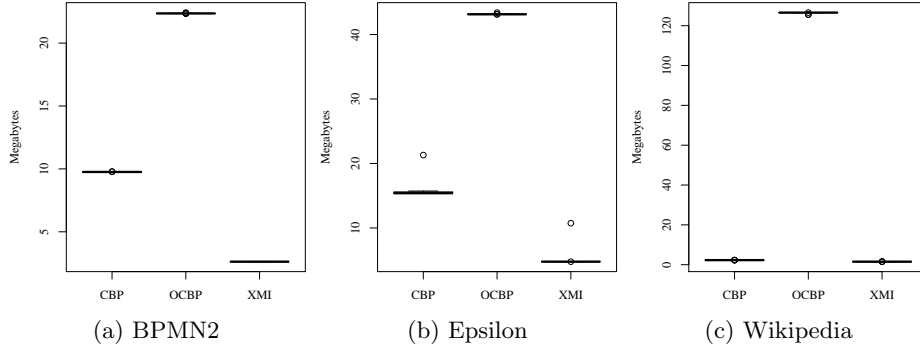 Megabytes
20
15
10
5
CBP OCBP XMI
(a) BPMN2
Megabytes
40
30
20
10
CBP OCBP XMI
(b) Epsilon
Megabytes
120
100
80
60
40
20
0
CBP OCBP XMI
(c) Wikipedia